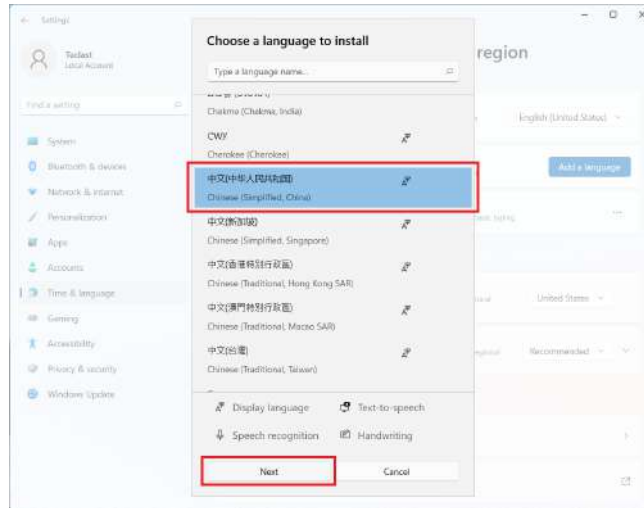 Settings
Choose a language to install
region
Teclast
Local Account
Type a language name...
Find a setting
Chakma (Chakma, India)
English (United States)
ᏣᎳᎩ
Cherokee (Cherokee)
System
Bluetooth & devices
中文(中华人民共和国)
Add a language
Network & internet
Chinese (Simplified, China)
Personalization
中文(新加坡)
typing
Apps
Chinese (Simplified, Singapore)
Accounts
中文(香港特別行政區)
Time & language
Chinese (Traditional, Hong Kong SAR)
United States
Gaming
中文(澳門特別行政區)
Accessibility
Chinese (Traditional, Macao SAR)
Privacy & security
中文(台灣)
regional
Recommended
Windows Update
Chinese (Traditional, Taiwan)
Display language
Text-to-speech
Speech recognition
Handwriting
Next
Cancel